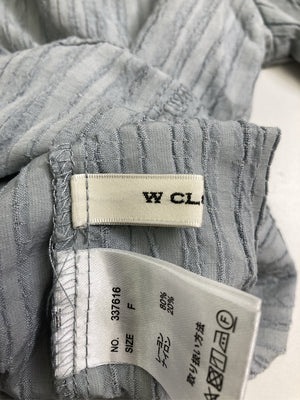 W CL
NO. 337616
SIZE F
レーヨン 80%
ナイロン 20%
取り扱い方法